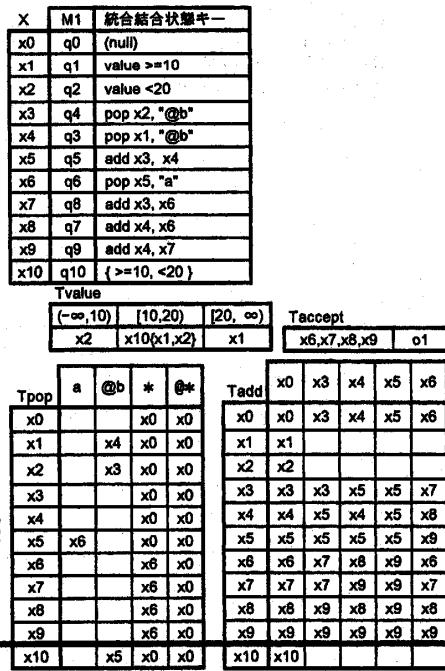 X M1 統合結合状態キー
x0 q0 (null)
x1 q1 value >=10
x2 q2 value <20
x3 q4 pop x2, "@b"
x4 q3 pop x1, "@b"
x5 q5 add x3, x4
x6 q6 pop x5, "a"
x7 q8 add x3, x6
x8 q7 add x4, x6
x9 q9 add x4, x7
x10 q10 { >=10, <20 }
Tvalue
(-∞,10) [10,20) [20, ∞)
x2 x10{x1,x2} x1
Taccept
x6,x7,x8,x9 o1
Tpop a @b * @*
x0 x0 x0
x1 x4 x0 x0
x2 x3 x0 x0
x3 x0 x0
x4 x0 x0
x5 x6 x0 x0
x6 x6 x0
x7 x6 x0
x8 x6 x0
x9 x6 x0
x10 x5 x0 x0
Tadd x0 x3 x4 x5 x6
x0 x0 x3 x4 x5 x6
x1 x1
x2 x2
x3 x3 x3 x5 x5 x7
x4 x4 x5 x4 x5 x8
x5 x5 x5 x5 x5 x9
x6 x6 x7 x8 x9 x6
x7 x7 x7 x9 x9 x7
x8 x8 x9 x8 x9 x8
x9 x9 x9 x9 x9 x9
x10 x10